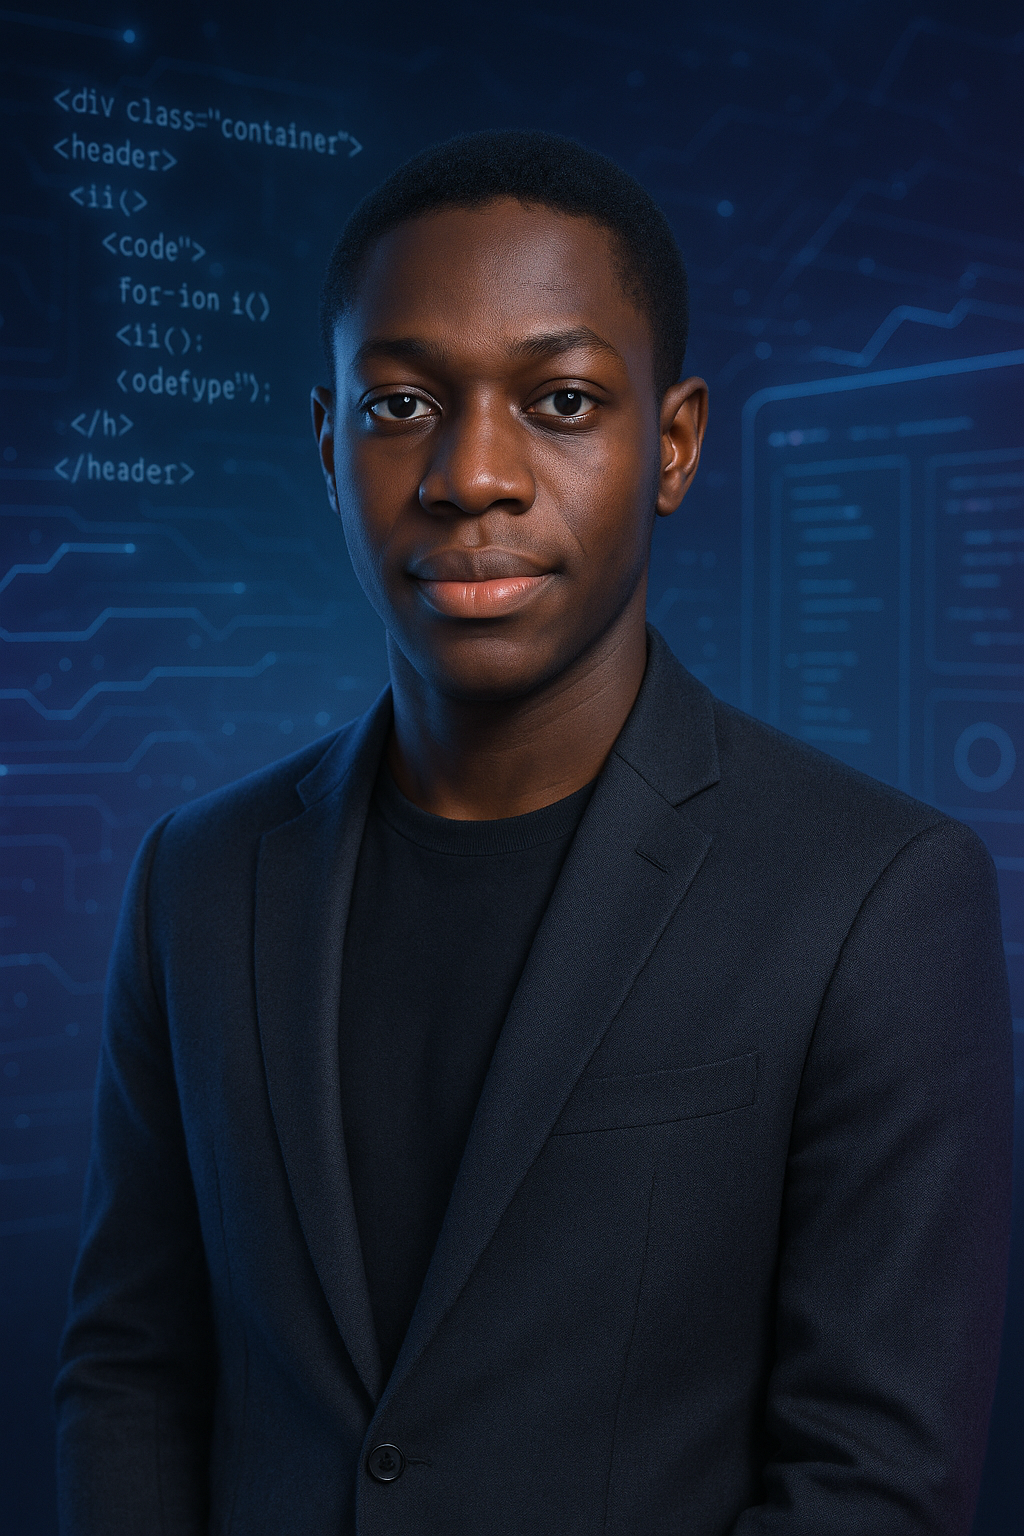 <div class="container">
<header>
<ii(>
<code">
for-ion i()
<ii():
<odefype"):
</h>
</header>